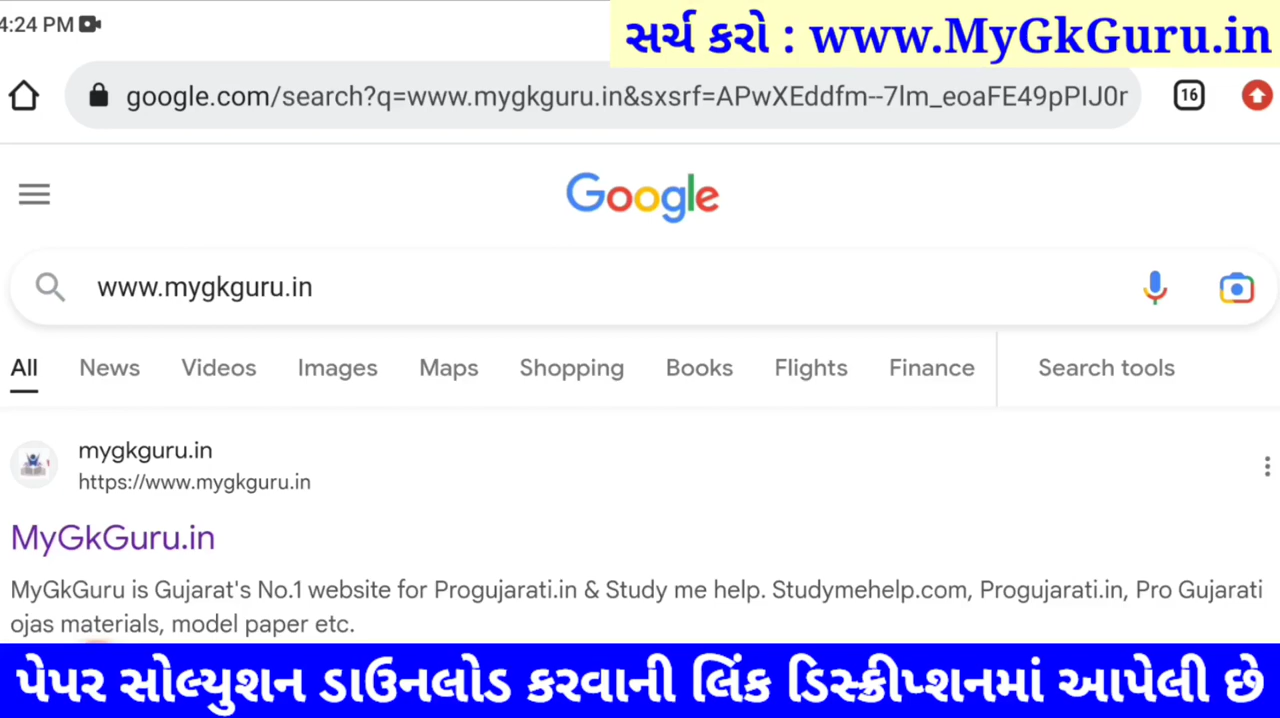 4:24 PM
સર્ચ કરો : www.MyGkGuru.in
google.com/search?q=www.mygkguru.in&sxsrf=APwXEddfm--7lm_eoaFE49pPIJ0r
16
Google
www.mygkguru.in
All News Videos Images Maps Shopping Books Flights Finance Search tools
mygkguru.in
https://www.mygkguru.in
MyGkGuru.in
MyGkGuru is Gujarat's No.1 website for Progujarati.in & Study me help. Studymehelp.com, Progujarati.in, Pro Gujarati
ojas materials, model paper etc.
પેપર સોલ્યુશન ડાઉનલોડ કરવાની લિંક ડિસ્ક્રીપ્શનમાં આપેલી છે